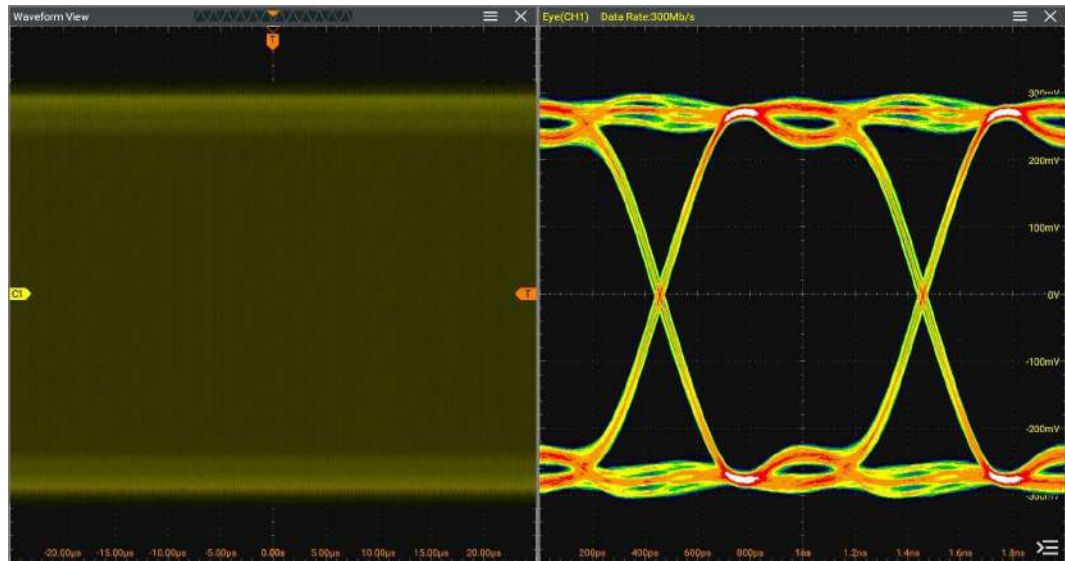 Waveform View
T
C1
T
-20.00µs -15.00µs -10.00µs -5.00µs 0.00s 5.00µs 10.00µs 15.00µs 20.00µs
Eye(CH1) Data Rate:300Mb/s
300mV
200mV
100mV
0V
-100mV
-200mV
-300mV
200ps 400ps 600ps 800ps 1ns 1.2ns 1.4ns 1.6ns 1.8ns